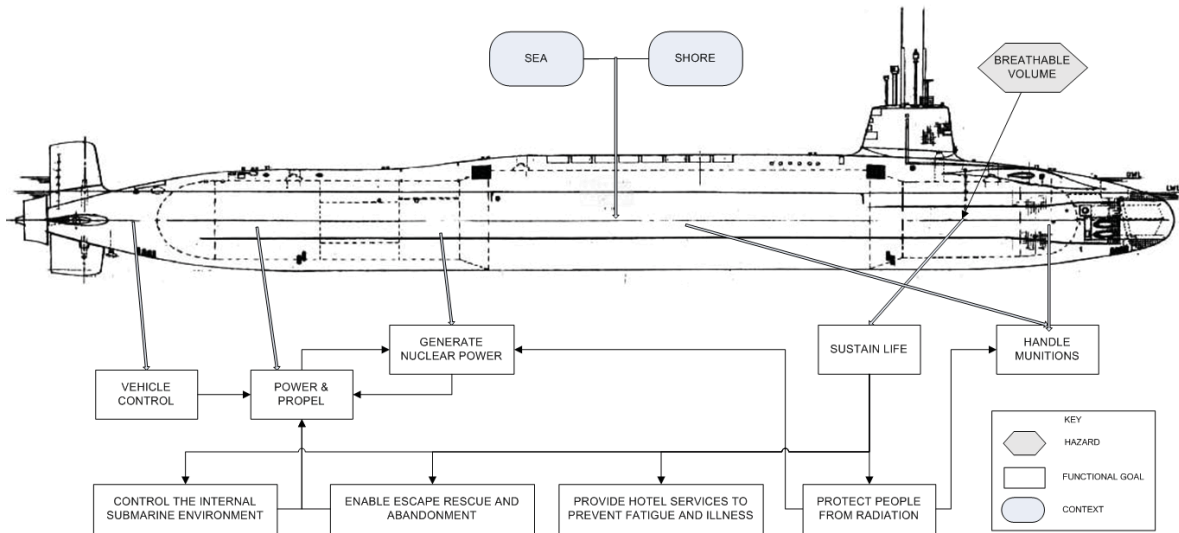 SEA
SHORE
BREATHABLE
VOLUME
GENERATE
NUCLEAR POWER
SUSTAIN LIFE
HANDLE
MUNITIONS
VEHICLE
CONTROL
POWER &
PROPEL
CONTROL THE INTERNAL
SUBMARINE ENVIRONMENT
ENABLE ESCAPE RESCUE AND
ABANDONMENT
PROVIDE HOTEL SERVICES TO
PREVENT FATIGUE AND ILLNESS
PROTECT PEOPLE
FROM RADIATION
KEY
HAZARD
FUNCTIONAL GOAL
CONTEXT